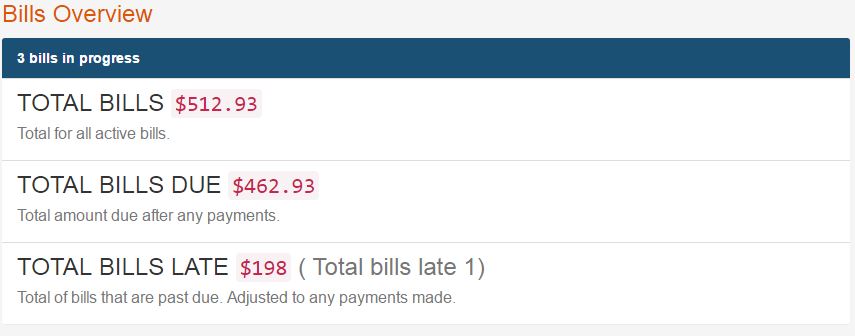 Bills Overview
3 bills in progress
TOTAL BILLS $512.93
Total for all active bills.
TOTAL BILLS DUE $462.93
Total amount due after any payments.
TOTAL BILLS LATE $198 ( Total bills late 1)
Total of bills that are past due. Adjusted to any payments made.